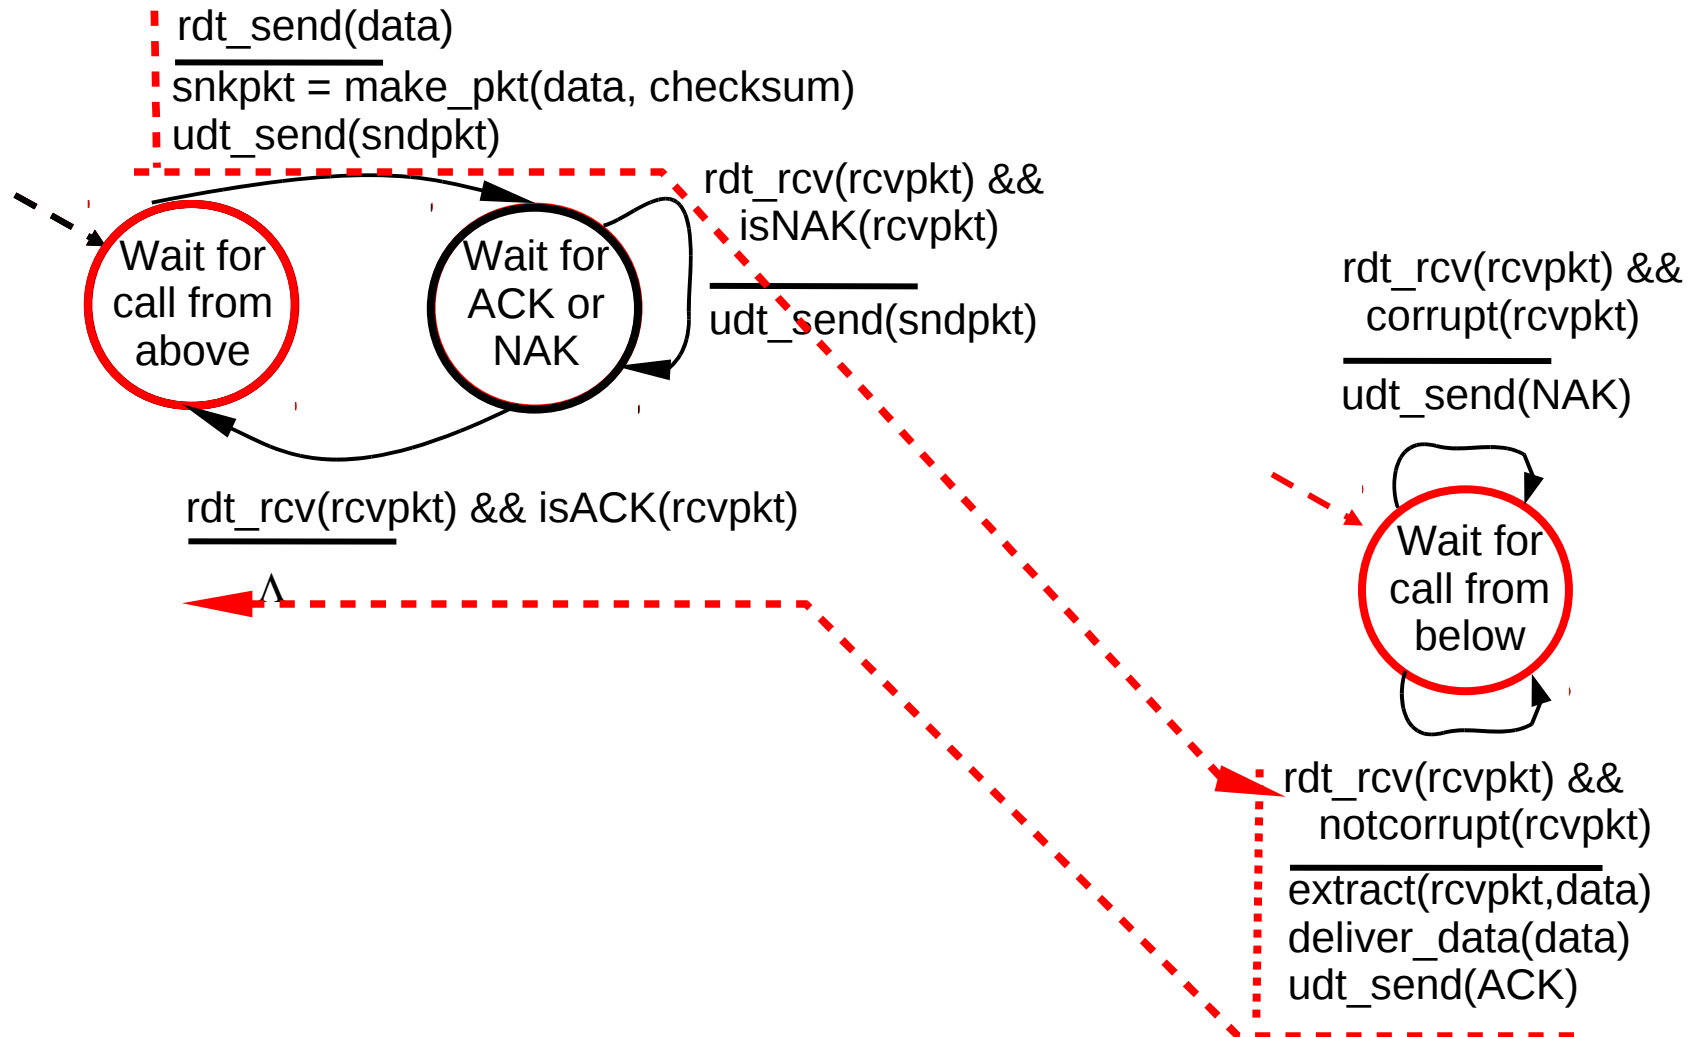 rdt_send(data)
snkpkt = make_pkt(data, checksum)
udt_send(sndpkt)
rdt_rcv(rcvpkt) &&
isNAK(rcvpkt)
udt_send(sndpkt)
Wait for
call from
above
Wait for
ACK or
NAK
rdt_rcv(rcvpkt) && isACK(rcvpkt)
Λ
rdt_rcv(rcvpkt) &&
corrupt(rcvpkt)
udt_send(NAK)
Wait for
call from
below
rdt_rcv(rcvpkt) &&
notcorrupt(rcvpkt)
extract(rcvpkt,data)
deliver_data(data)
udt_send(ACK)